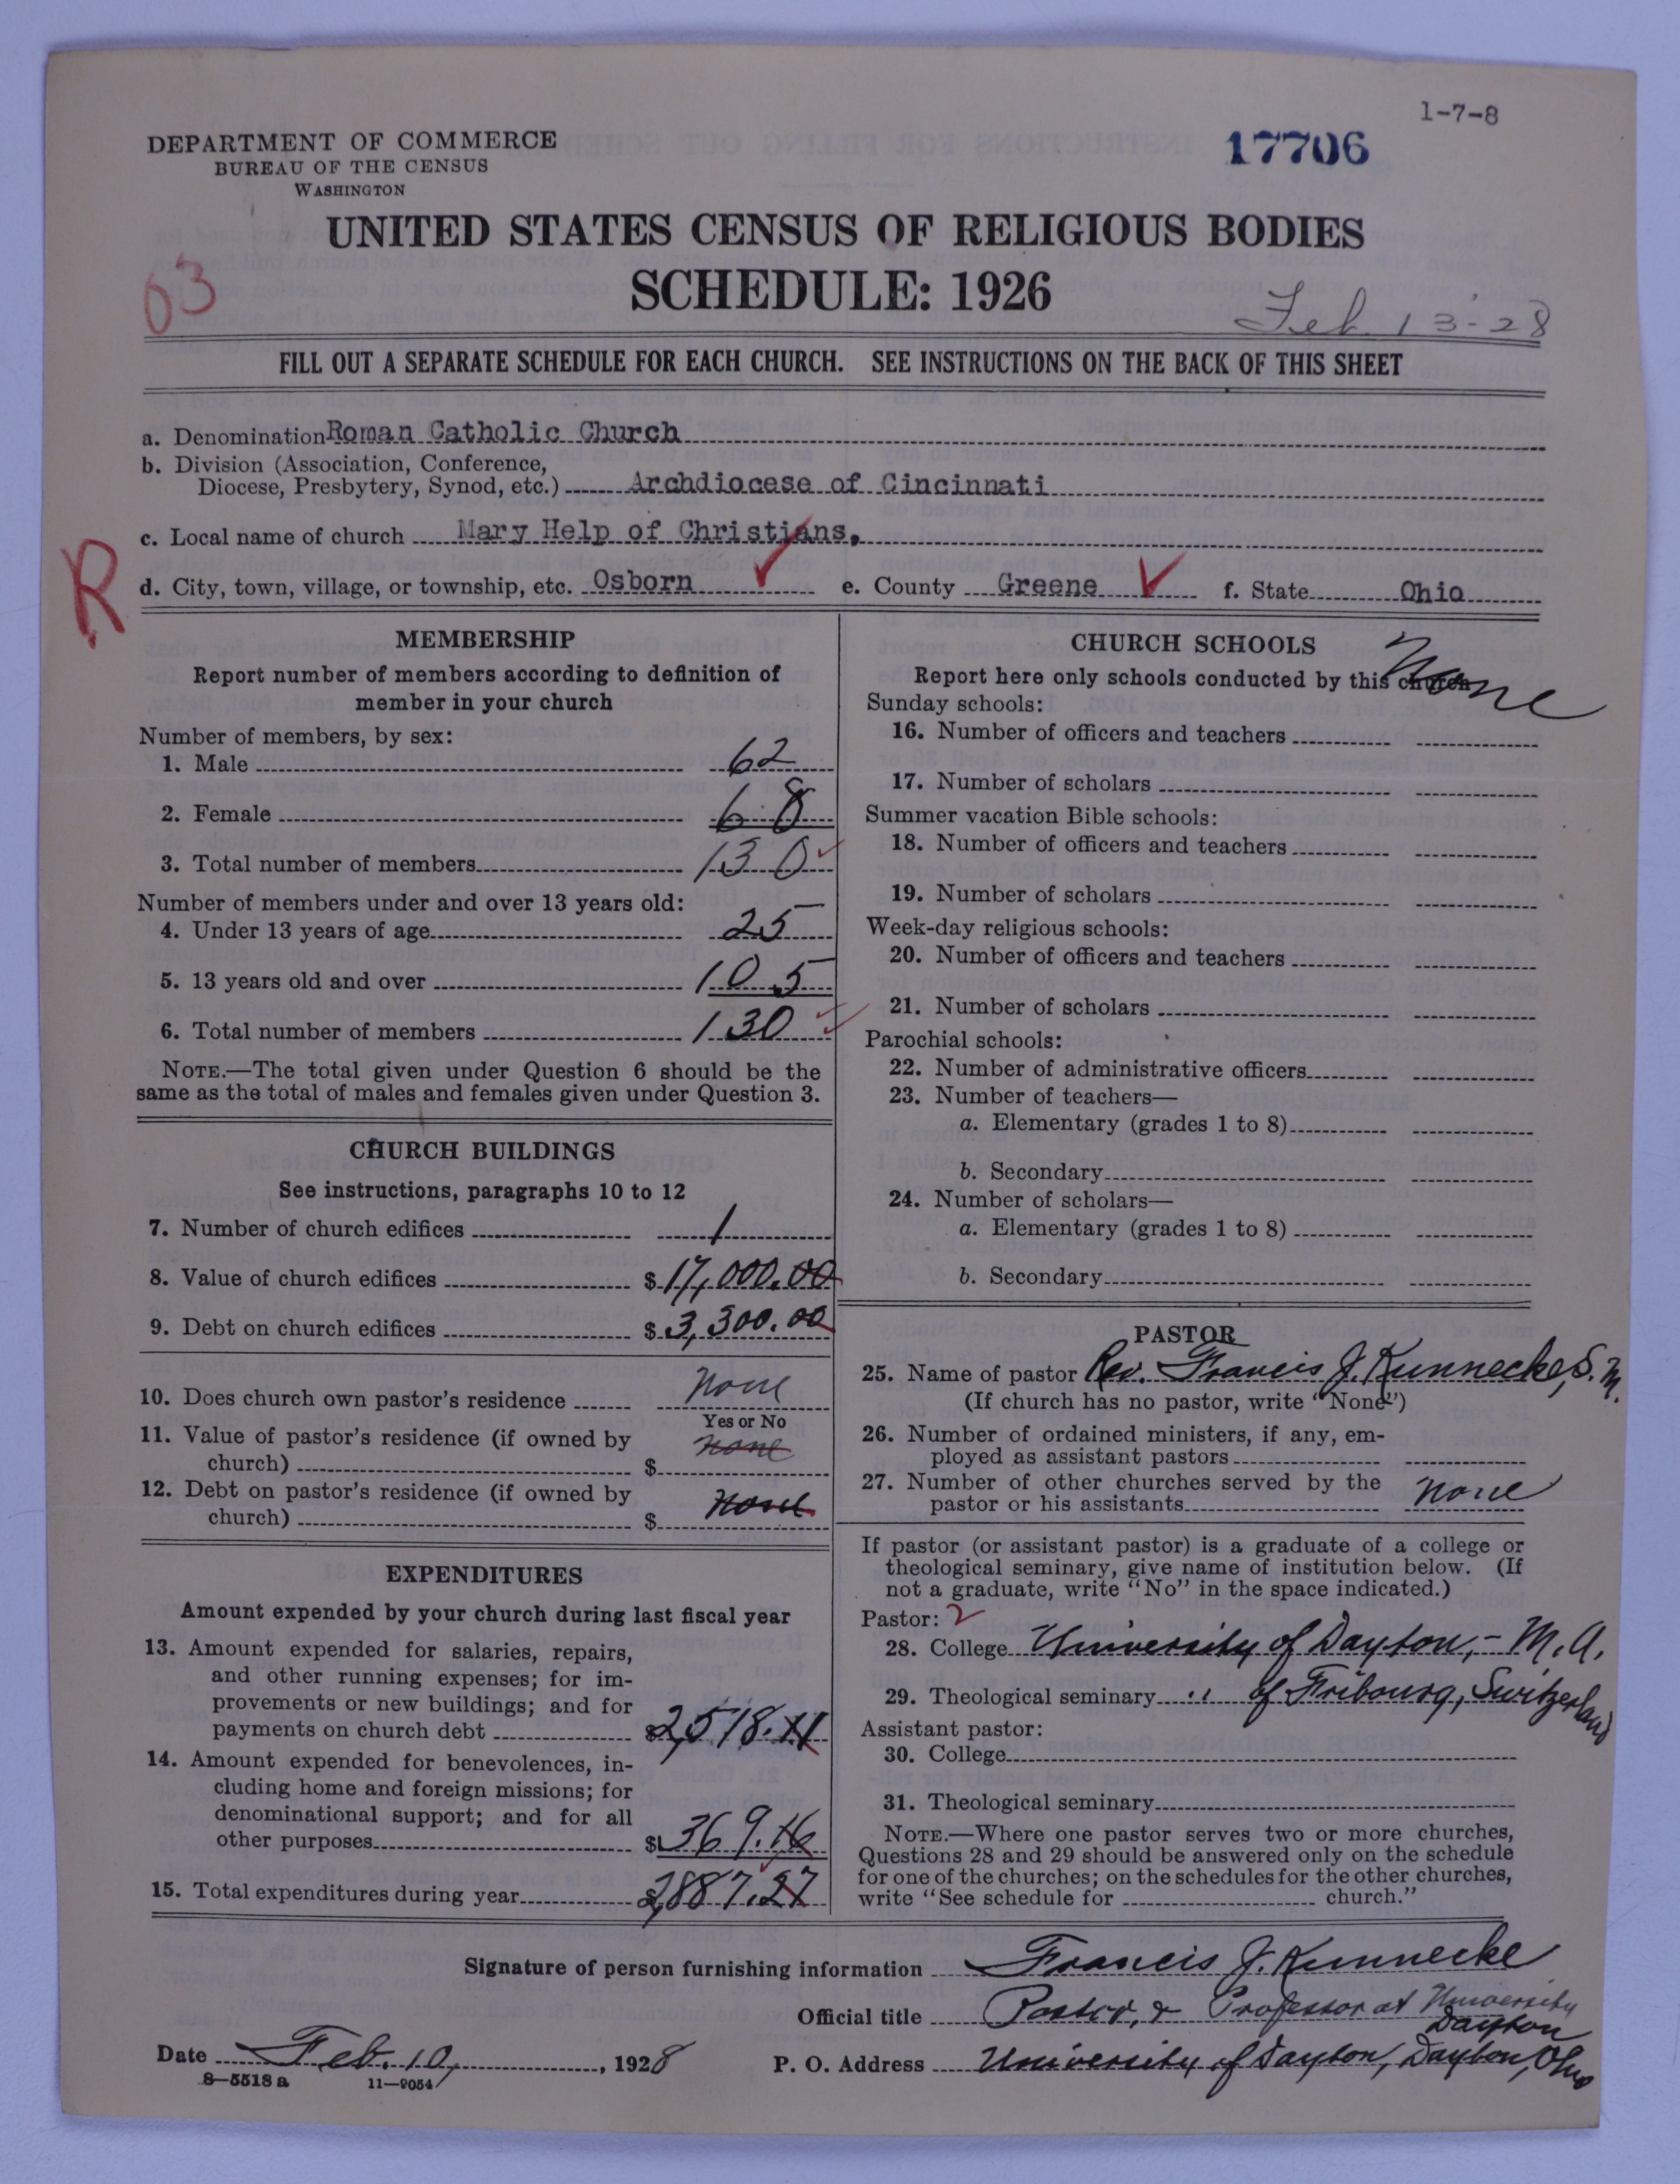 1-7-8
DEPARTMENT OF COMMERCE
BUREAU OF THE CENSUS
WASHINGTON
17706
UNITED STATES CENSUS OF RELIGIOUS BODIES
SCHEDULE: 1926
63
Feb. 13-28
FILL OUT A SEPARATE SCHEDULE FOR EACH CHURCH. SEE INSTRUCTIONS ON THE BACK OF THIS SHEET
a. Denomination Roman Catholic Church
b. Division (Association, Conference,
Diocese, Presbytery, Synod, etc.) Archdiocese of Cincinnati
c. Local name of church Mary Help of Christians,
R
d. City, town, village, or township, etc. Osborn e. County Greene f. State Ohio
MEMBERSHIP
Report number of members according to definition of
member in your church
Number of members, by sex:
1. Male 62
2. Female 68
3. Total number of members 130
Number of members under and over 13 years old:
4. Under 13 years of age 25
5. 13 years old and over 105
6. Total number of members 130
NOTE.—The total given under Question 6 should be the
same as the total of males and females given under Question 3.
CHURCH BUILDINGS
See instructions, paragraphs 10 to 12
7. Number of church edifices 1
8. Value of church edifices $17,000.00
9. Debt on church edifices $3,300.00
10. Does church own pastor's residence none
Yes or No
11. Value of pastor's residence (if owned by
church) $ none
12. Debt on pastor's residence (if owned by
church) $ none
EXPENDITURES
Amount expended by your church during last fiscal year
13. Amount expended for salaries, repairs,
and other running expenses; for im-
provements or new buildings; and for
payments on church debt $2,518.11
14. Amount expended for benevolences, in-
cluding home and foreign missions; for
denominational support; and for all
other purposes $369.16
15. Total expenditures during year $2,887.27
CHURCH SCHOOLS
None
Report here only schools conducted by this church
Sunday schools:
16. Number of officers and teachers
17. Number of scholars
Summer vacation Bible schools:
18. Number of officers and teachers
19. Number of scholars
Week-day religious schools:
20. Number of officers and teachers
21. Number of scholars
Parochial schools:
22. Number of administrative officers
23. Number of teachers—
a. Elementary (grades 1 to 8)
b. Secondary
24. Number of scholars—
a. Elementary (grades 1 to 8)
b. Secondary
PASTOR
25. Name of pastor Rev. Francis J. Kunnecke, S.M.
(If church has no pastor, write "None")
26. Number of ordained ministers, if any, em-
ployed as assistant pastors
27. Number of other churches served by the
pastor or his assistants none
If pastor (or assistant pastor) is a graduate of a college or
theological seminary, give name of institution below. (If
not a graduate, write "No" in the space indicated.)
Pastor: 2
28. College University of Dayton,- M.A.
29. Theological seminary " of Fribourg, Switzerland
Assistant pastor:
30. College
31. Theological seminary
NOTE.—Where one pastor serves two or more churches,
Questions 28 and 29 should be answered only on the schedule
for one of the churches; on the schedules for the other churches,
write "See schedule for church."
Signature of person furnishing information Francis J. Kunnecke
Official title Pastor, & Professor at University
Dayton
Date Feb. 10, 1928 P. O. Address University of Dayton, Dayton, Ohio
8-5518 a 11-9054